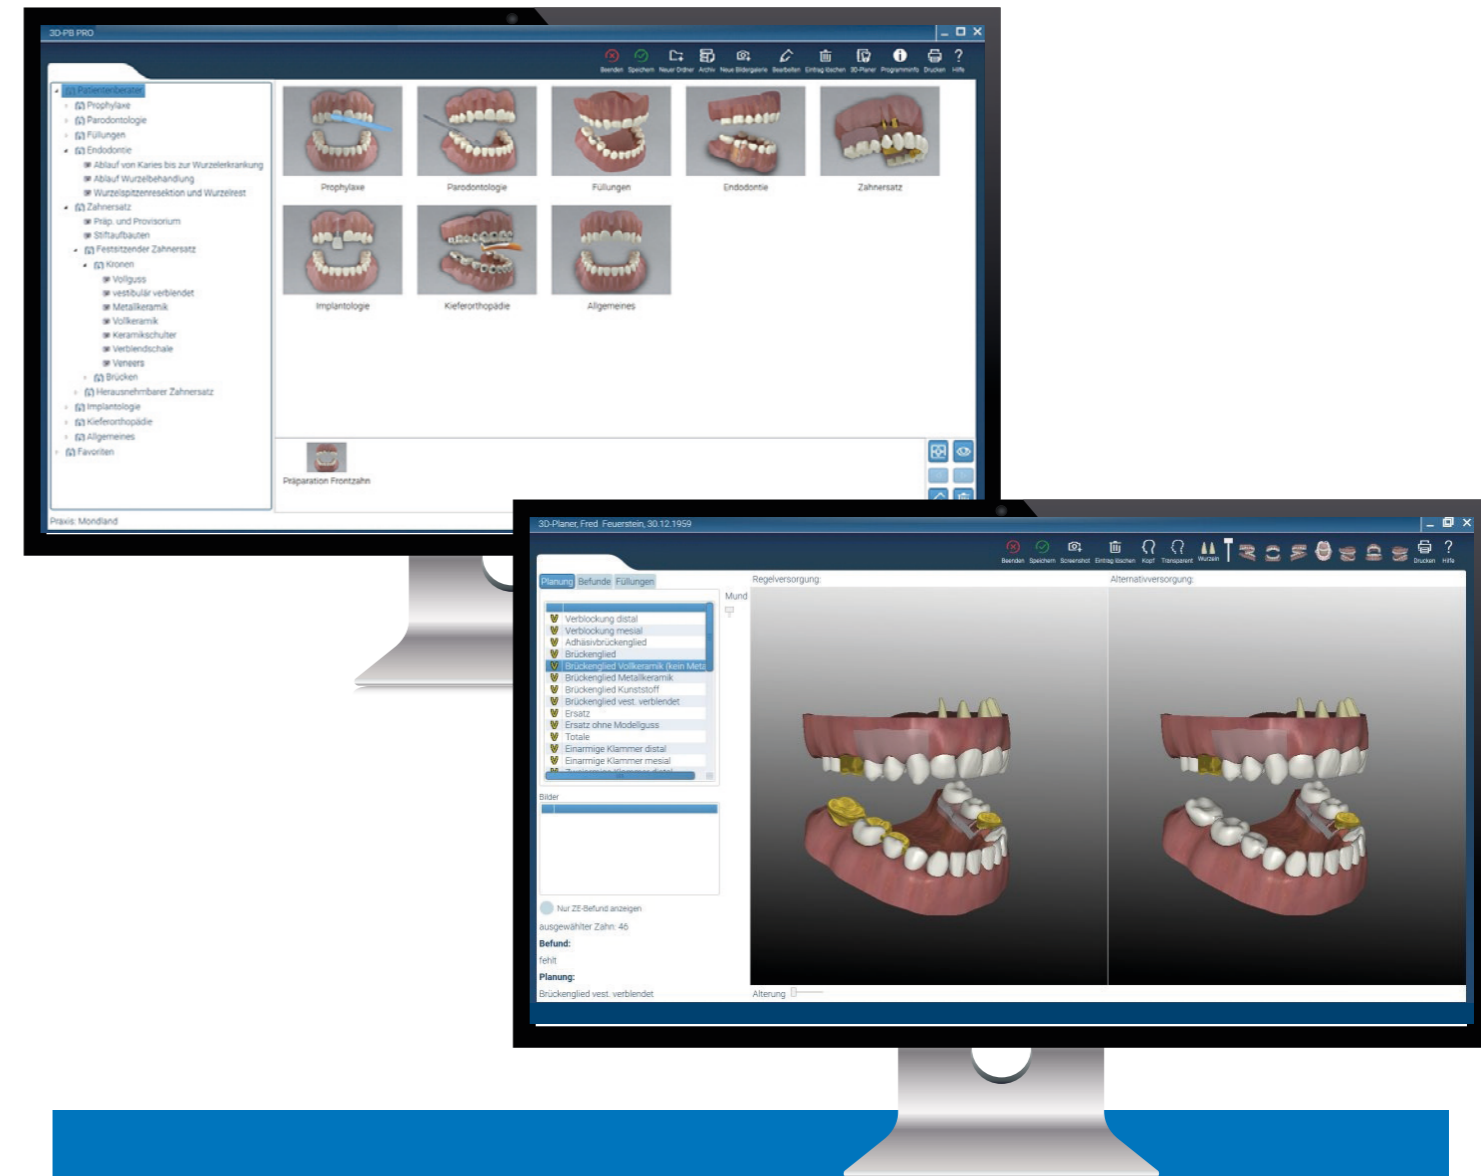 3D-PB PRO
Beenden Speichern Neuer Ordner Archiv Neue Bildergalerie Bearbeiten Eintrag löschen 3D-Planer Programminfo Drucken Hilfe
Patientenberater
Prophylaxe
Parodontologie
Füllungen
Endodontie
Ablauf von Karies bis zur Wurzelerkrankung
Ablauf Wurzelbehandlung
Wurzelspitzenresektion und Wurzelrest
Zahnersatz
Präp. und Provisorium
Stiftaufbauten
Festsitzender Zahnersatz
Kronen
Vollguss
vestibulär verblendet
Metallkeramik
Vollkeramik
Keramikschulter
Verblendschale
Veneers
Brücken
Herausnehmbarer Zahnersatz
Implantologie
Kieferorthopädie
Allgemeines
Favoriten
Prophylaxe Parodontologie Füllungen Endodontie Zahnersatz
Implantologie Kieferorthopädie Allgemeines
Präparation Frontzahn
Praxis: Mondland
3D-Planer, Fred Feuerstein, 30.12.1959
Beenden Speichern Screenshot Eintrag löschen Kopf Transparent Wurzeln Drucken Hilfe
Planung Befunde Füllungen
Mund
Regelversorgung:
Alternativversorgung:
Verblockung distal
Verblockung mesial
Adhäsivbrückenglied
Brückenglied
Brückenglied Vollkeramik (kein Meta
Brückenglied Metallkeramik
Brückenglied Kunststoff
Brückenglied vest. verblendet
Ersatz
Ersatz ohne Modellguss
Totale
Einarmige Klammer distal
Einarmige Klammer mesial
Bilder
Nur ZE-Befund anzeigen
ausgewählter Zahn: 46
Befund:
fehlt
Planung:
Brückenglied vest. verblendet
Alterung